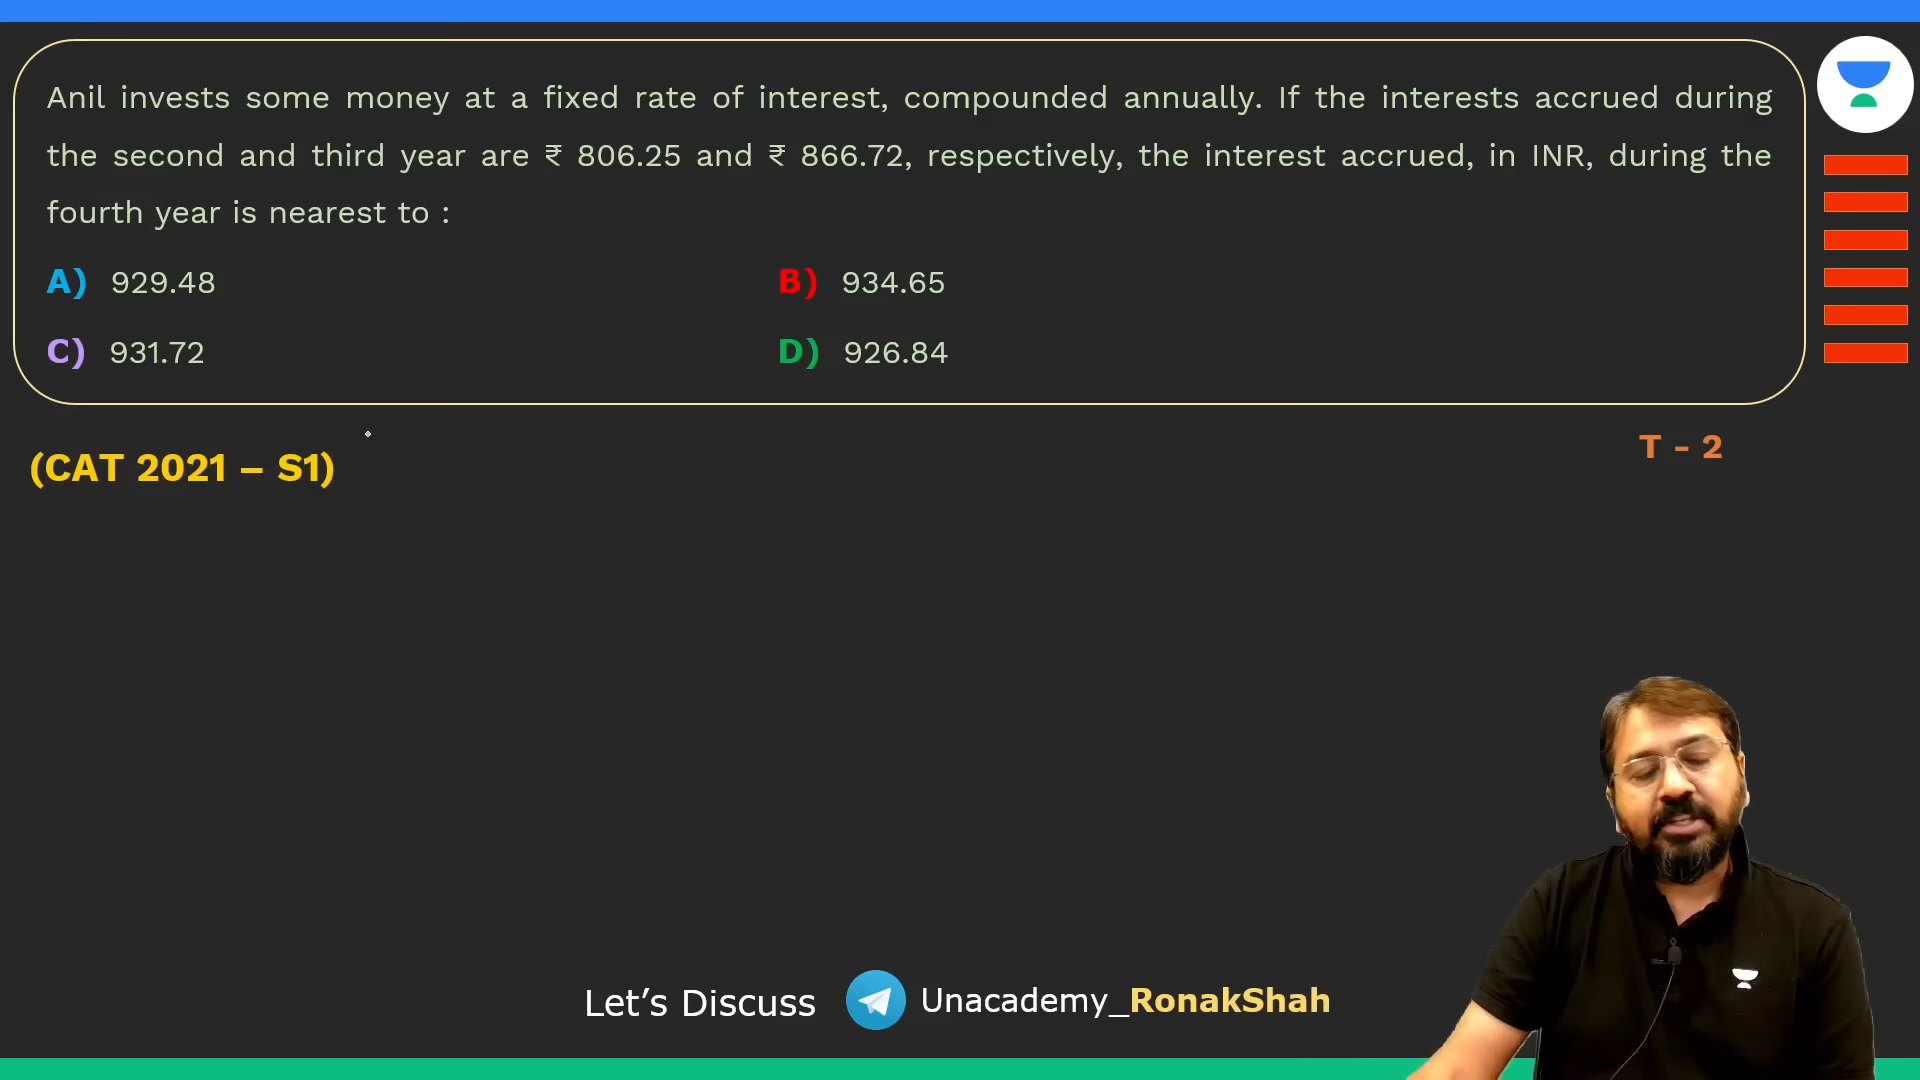 Anil invests some money at a fixed rate of interest, compounded annually. If the interests accrued during
the second and third year are ₹ 806.25 and ₹ 866.72, respectively, the interest accrued, in INR, during the
fourth year is nearest to :
A) 929.48 B) 934.65
C) 931.72 D) 926.84
(CAT 2021 – S1) T - 2
Let’s Discuss Unacademy_RonakShah